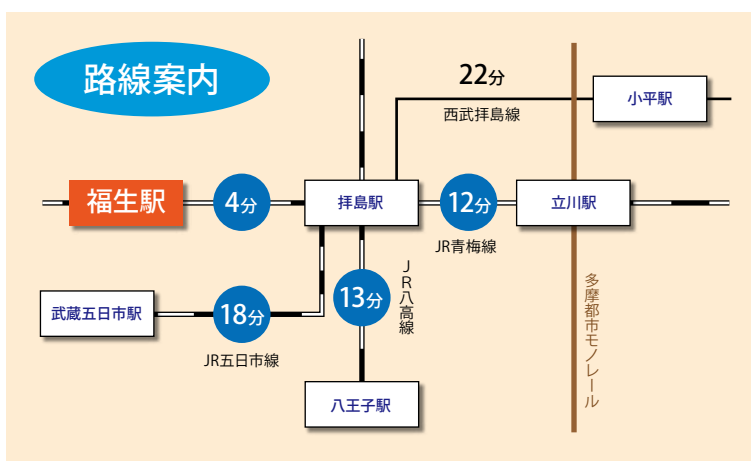 路線案内
22分
西武拝島線
小平駅
福生駅
4分
拝島駅
12分
立川駅
JR青梅線
武蔵五日市駅
18分
JR五日市線
13分
JR八高線
八王子駅
多摩都市モノレール